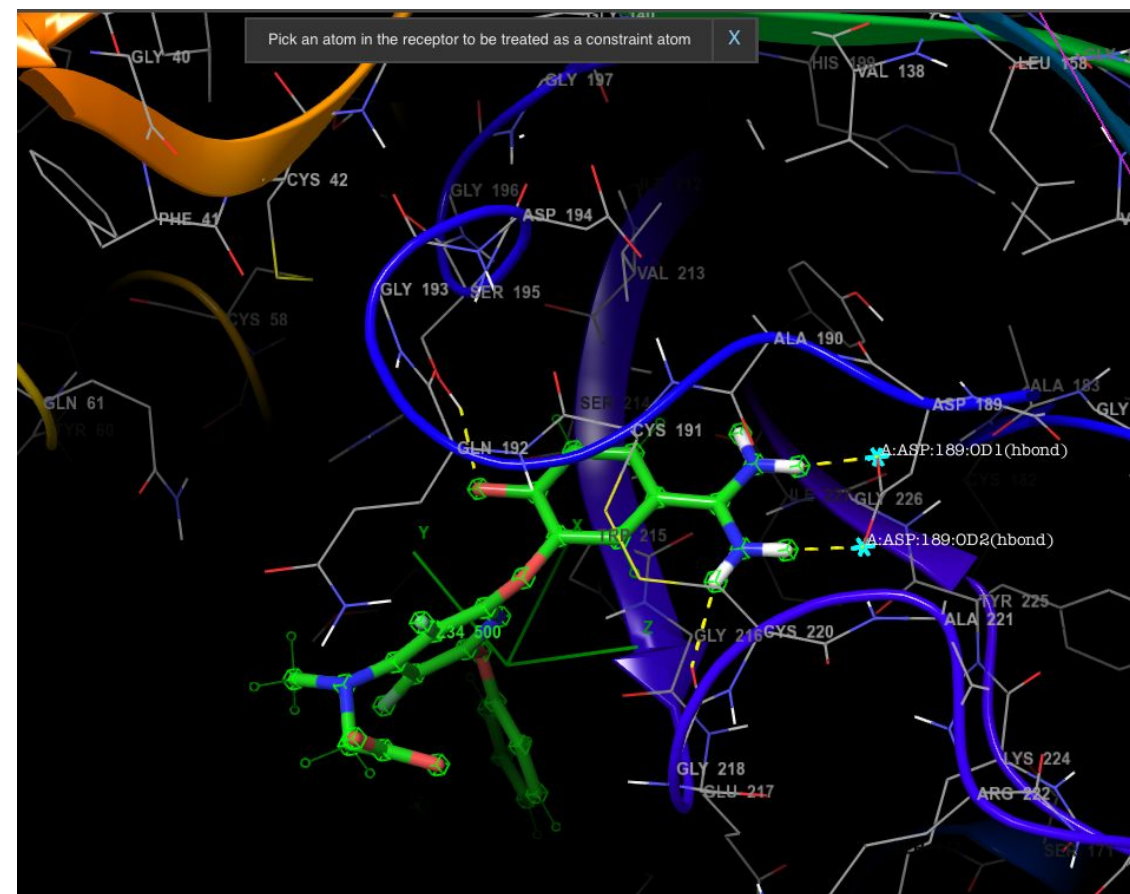 Pick an atom in the receptor to be treated as a constraint atom X
GLY 40
VAL 138
LEU 158
GLY 197
CYS 42
GLY 196
ASP 194
PHE 41
VAL 213
GLY 193
SER 195
CYS 58
ALA 190
ALA 183
GLN 61
SER 214
ASP 189
GLY
CYS 191
GLN 192
A:ASP:189:OD1(hbond)
GLY 226
TRP 215
Y
X
A:ASP:189:OD2(hbond)
TYR 225
ALA 221
Z34 500
Z
GLY 216
CYS 220
LYS 224
GLY 218
GLU 217
ARG 222
SER 171